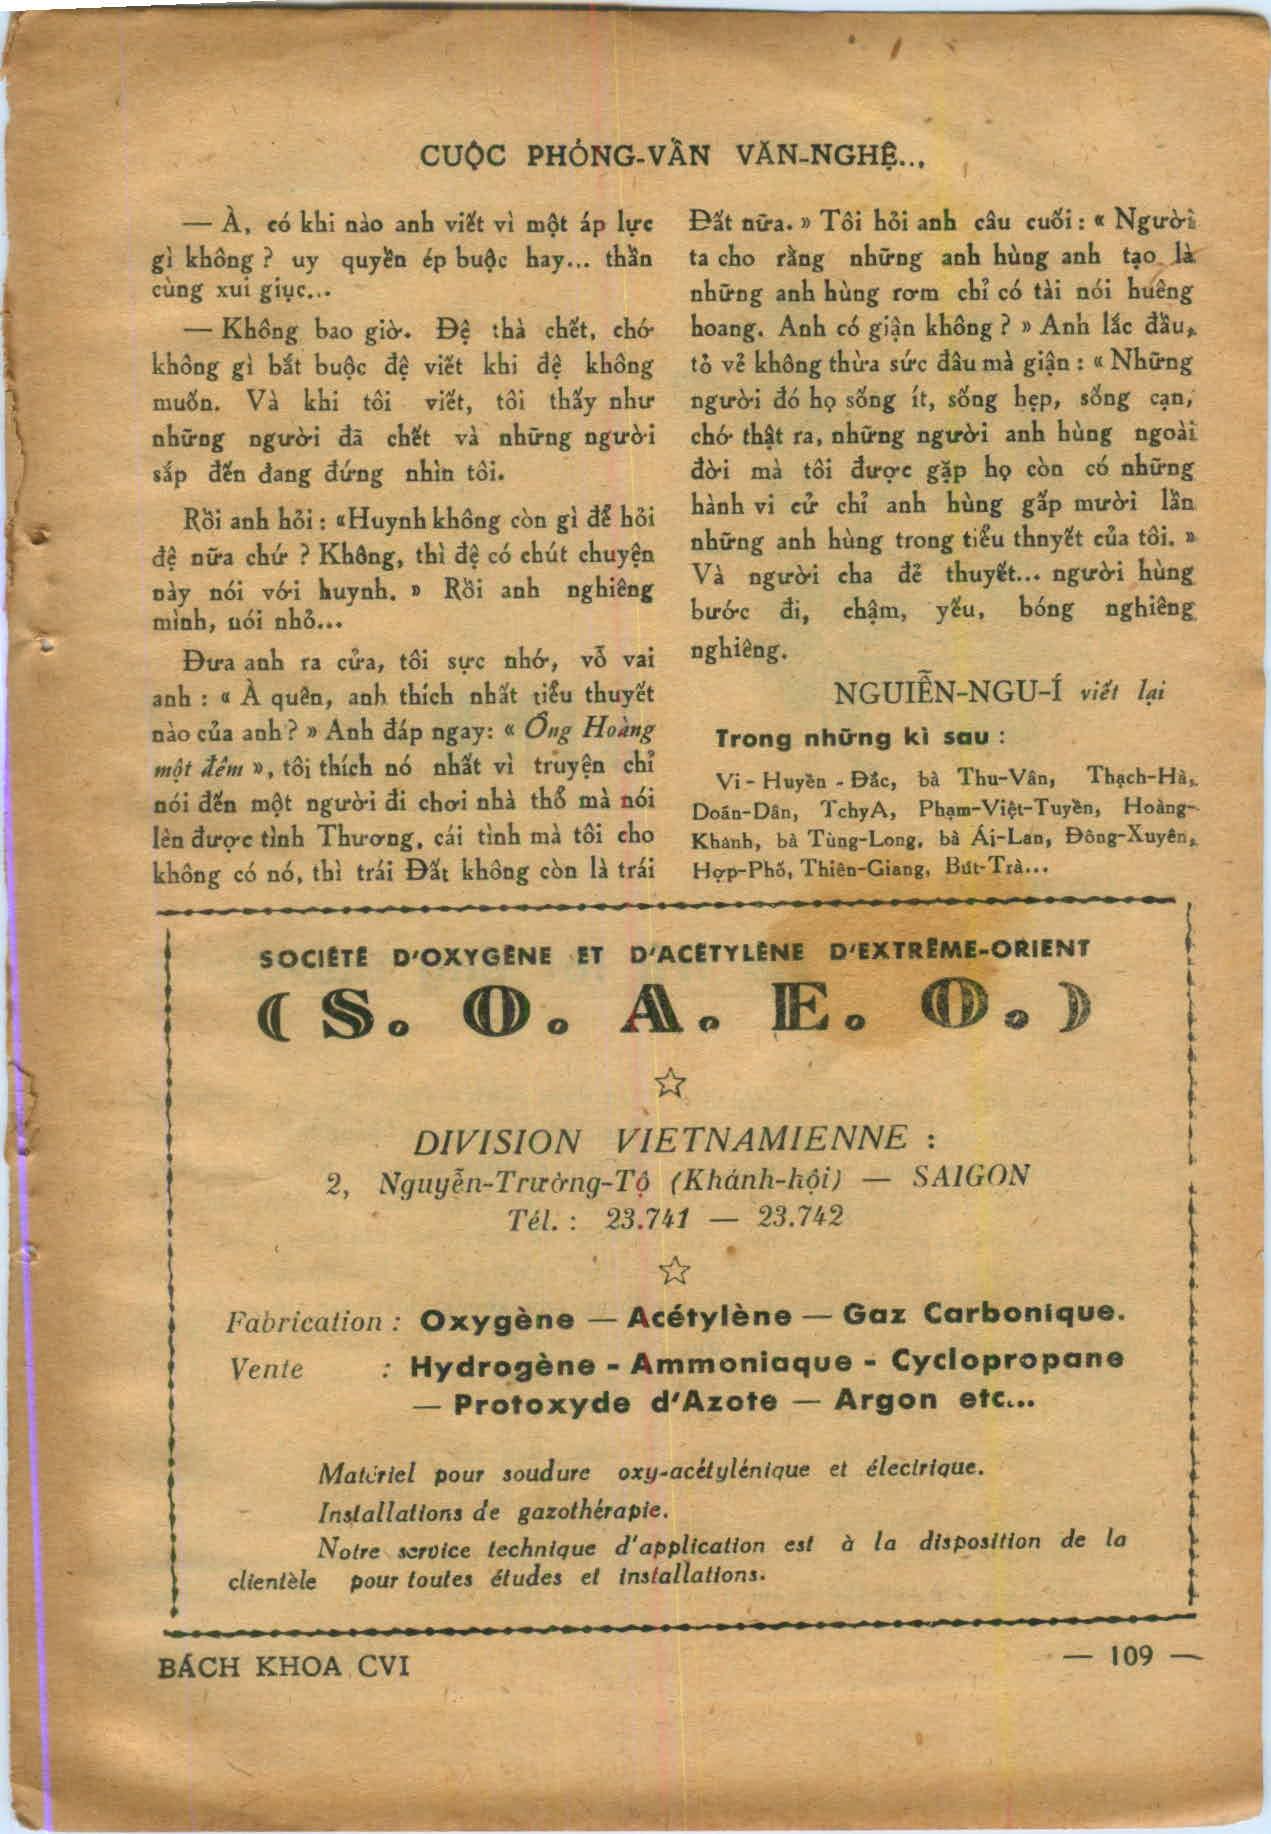 CUỘC PHỎNG-VẤN VĂN-NGHỆ...
— À, có khi nào anh viết vì một áp lực
gì không ? uy quyền ép buộc hay... thần
cùng xui giục...
— Không bao giờ. Đệ thà chết, chớ
không gì bắt buộc đệ viết khi đệ không
muốn. Và khi tôi viết, tôi thấy như
những người đã chết và những người
sắp đến đang đứng nhìn tôi.
Rồi anh hỏi : «Huynh không còn gì để hỏi
đệ nữa chứ ? Không, thì đệ có chút chuyện
này nói với huynh. » Rồi anh nghiêng
mình, nói nhỏ...
Đưa anh ra cửa, tôi sực nhớ, vỗ vai
anh : « À quên, anh thích nhất tiểu thuyết
nào của anh ? » Anh đáp ngay: « Ông Hoàng
một đêm », tôi thích nó nhất vì truyện chỉ
nói đến một người đi chơi nhà thổ mà nói
lên được tình Thương, cái tình mà tôi cho
không có nó, thì trái Đất không còn là trái
Đất nữa. » Tôi hỏi anh câu cuối : « Người
ta cho rằng những anh hùng anh tạo là
những anh hùng rơm chỉ có tài nói huênh
hoang. Anh có giận không ? » Anh lắc đầu,
tỏ vẻ không thừa sức đâu mà giận : « Những
người đó họ sống ít, sống hẹp, sống cạn,
chớ thật ra, những người anh hùng ngoài
đời mà tôi được gặp họ còn có những
hành vi cử chỉ anh hùng gấp mười lần
những anh hùng trong tiểu thnyết của tôi. »
Và người cha đẻ thuyết... người hùng
bước đi, chậm, yếu, bóng nghiêng
nghiêng.
NGUIỄN-NGU-Í viết lại
Trong những kì sau :
Vi - Huyền - Đắc, bà Thu-Vân, Thạch-Hà,
Doãn-Dân, TchyA, Phạm-Việt-Tuyền, Hoàng-
Khanh, bà Tùng-Long, bà Ái-Lan, Đông-Xuyên,
Hợp-Phố, Thiên-Giang, Bút-Trà...
SOCIÉTÉ D'OXYGÈNE ET D'ACÉTYLÈNE D'EXTRÊME-ORIENT
( S. O. A. E. O. )
DIVISION VIETNAMIENNE :
2, Nguyễn-Trường-Tộ (Khánh-hội) — SAIGON
Tél. : 23.741 — 23.742
Fabrication : Oxygène — Acétylène — Gaz Carbonique.
Vente : Hydrogène - Ammoniaque - Cyclopropane
— Protoxyde d'Azote — Argon etc...
Matériel pour soudure oxy-acétylénique et électrique.
Installations de gazothérapie.
Notre service technique d'application est à la disposition de la
clientèle pour toutes études et installations.
BÁCH KHOA CVI
— 109 —